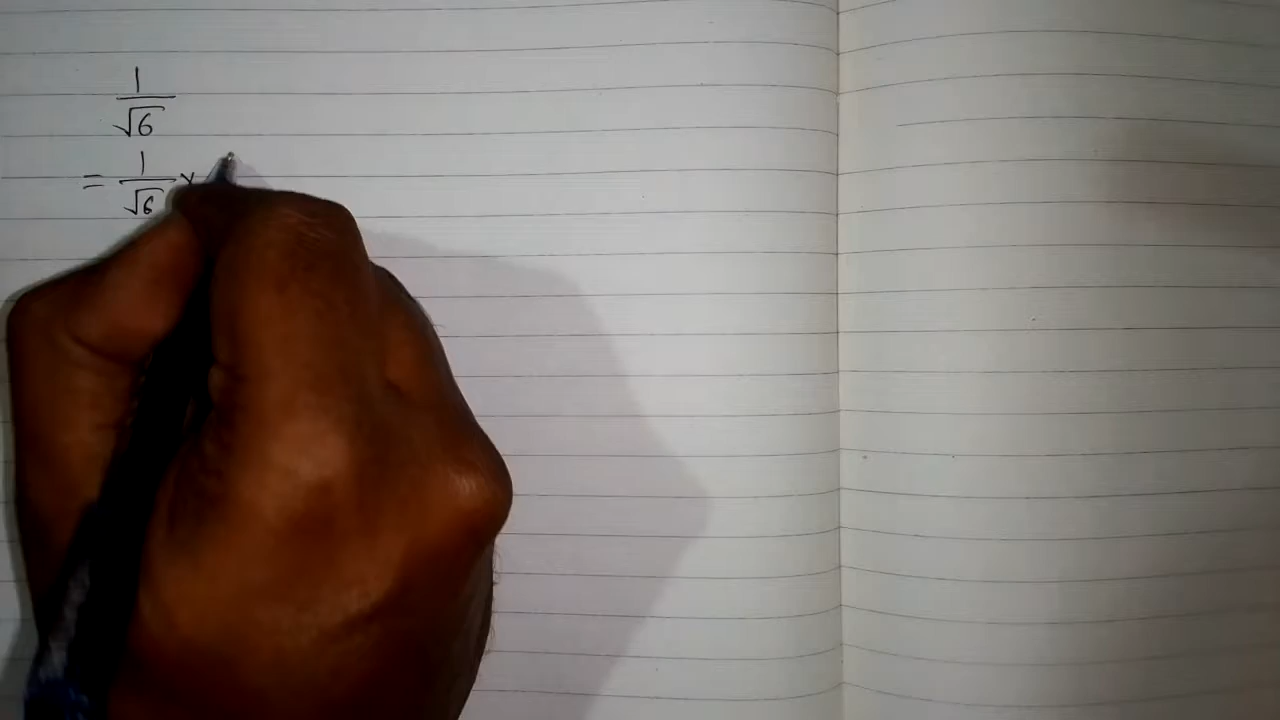 1/√6
= 1/√6 ×